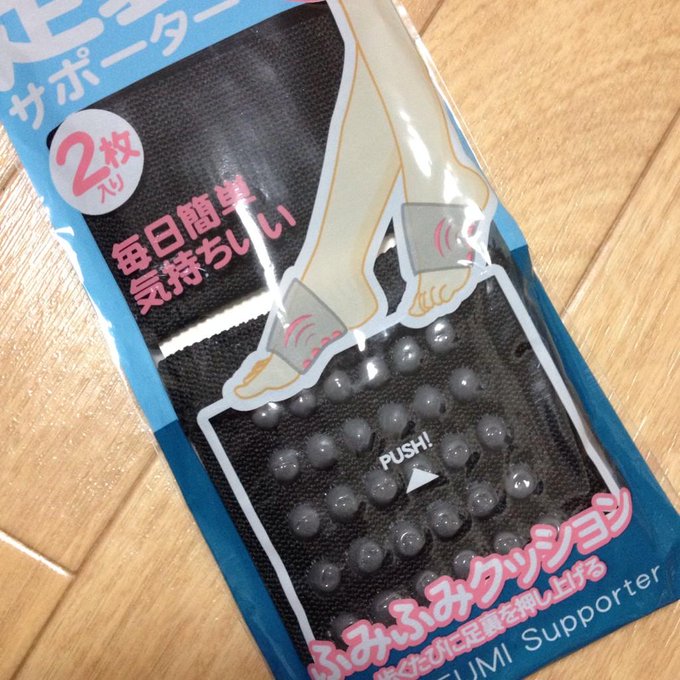 サポーター
2枚
入り
毎日簡単
気持ちいい
PUSH!
ふみふみクッション
歩くたびに足裏を押し上げる
FUMI Supporter